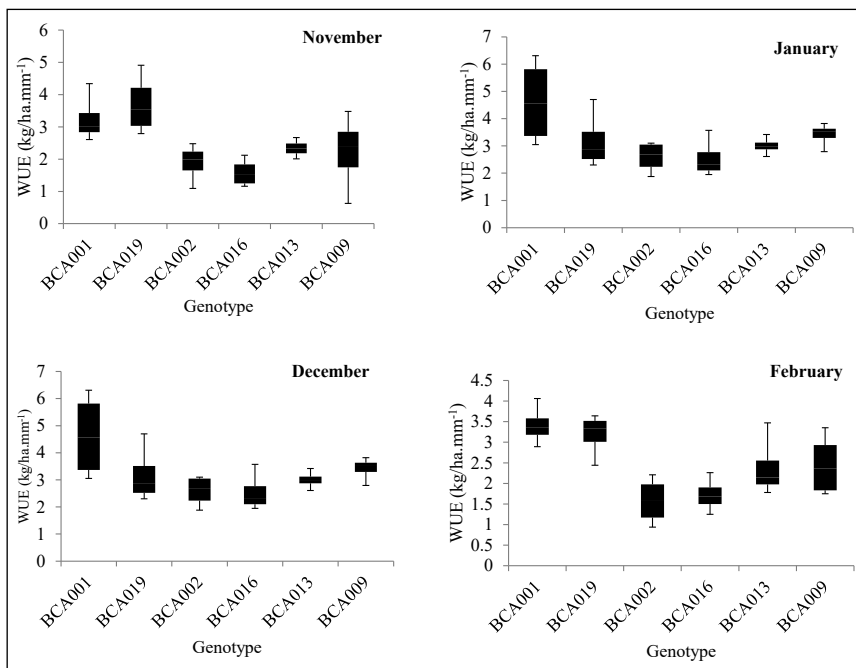 November
WUE (kg/ha.mm-1)
6
5
4
3
2
1
0
BCA001 BCA019 BCA002 BCA016 BCA013 BCA009
Genotype
January
WUE (kg/ha.mm-1)
7
6
5
4
3
2
1
0
BCA001 BCA019 BCA002 BCA016 BCA013 BCA009
Genotype
December
WUE (kg/ha.mm-1)
7
6
5
4
3
2
1
0
BCA001 BCA019 BCA002 BCA016 BCA013 BCA009
Genotype
February
WUE (kg/ha.mm-1)
4.5
4
3.5
3
2.5
2
1.5
1
0.5
0
BCA001 BCA019 BCA002 BCA016 BCA013 BCA009
Genotype